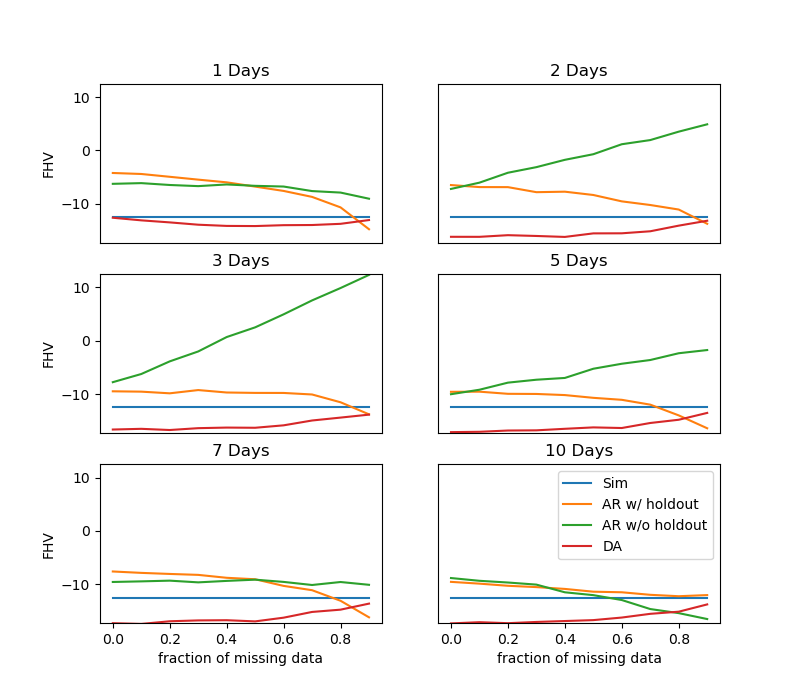 1 Days
2 Days
10
0
−10
FHV
3 Days
5 Days
10
0
−10
FHV
7 Days
10 Days
10
0
−10
FHV
Sim
AR w/ holdout
AR w/o holdout
DA
0.0 0.2 0.4 0.6 0.8
0.0 0.2 0.4 0.6 0.8
fraction of missing data
fraction of missing data